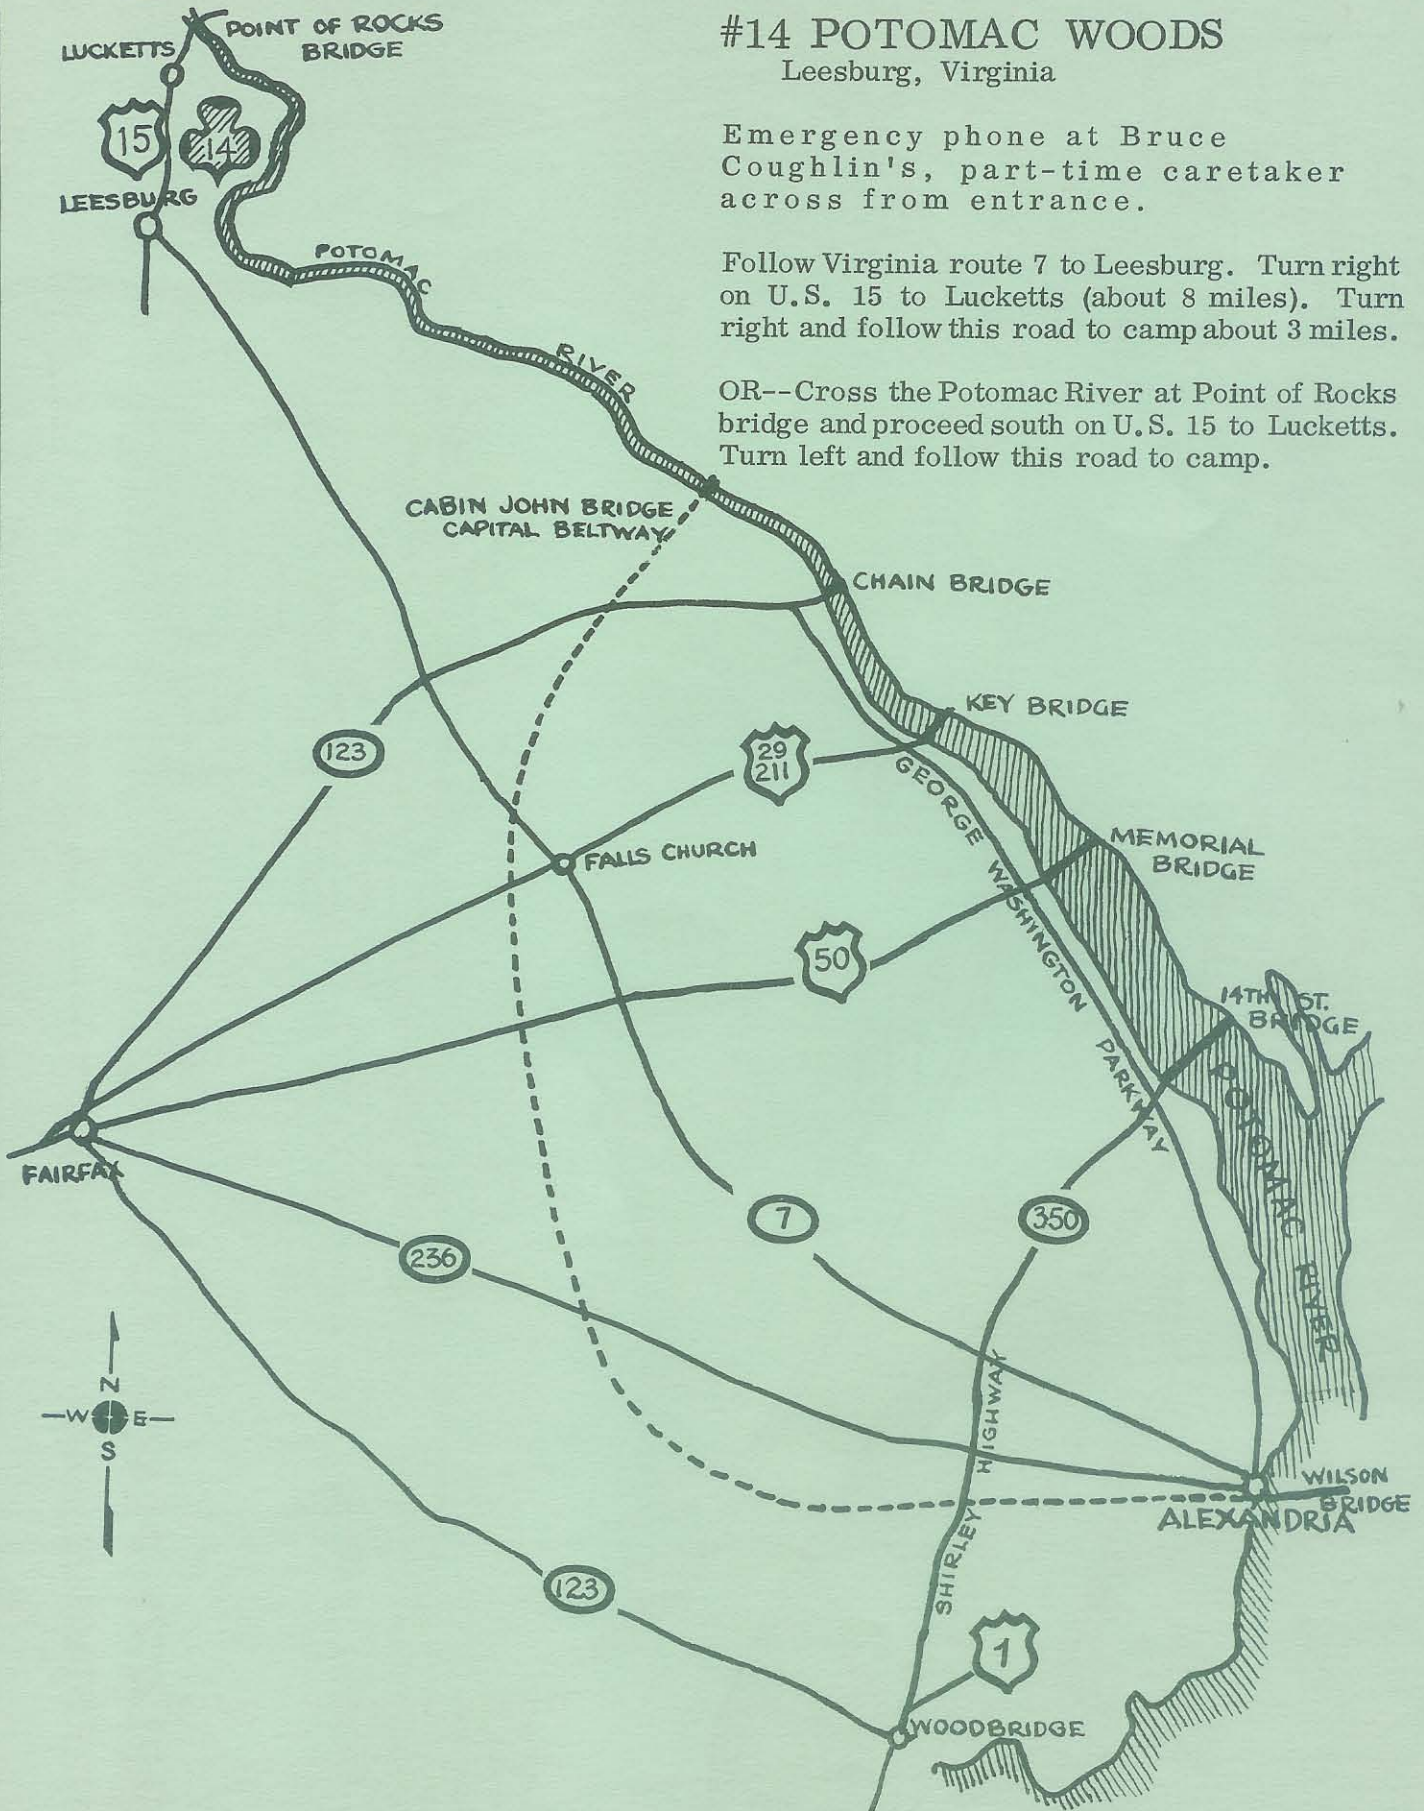 #14 POTOMAC WOODS
Leesburg, Virginia
Emergency phone at Bruce
Coughlin's, part-time caretaker
across from entrance.
Follow Virginia route 7 to Leesburg. Turn right
on U.S. 15 to Lucketts (about 8 miles). Turn
right and follow this road to camp about 3 miles.
OR--Cross the Potomac River at Point of Rocks
bridge and proceed south on U.S. 15 to Lucketts.
Turn left and follow this road to camp.
POINT OF ROCKS
BRIDGE
LUCKETTS
15
14
LEESBURG
POTOMAC
RIVER
CABIN JOHN BRIDGE
CAPITAL BELTWAY
CHAIN BRIDGE
KEY BRIDGE
123
29
211
GEORGE WASHINGTON PARKWAY
MEMORIAL
BRIDGE
FALLS CHURCH
50
14TH ST.
BRIDGE
POTOMAC RIVER
FAIRFAX
7
350
236
N
W E
S
SHIRLEY HIGHWAY
WILSON
BRIDGE
ALEXANDRIA
123
1
WOODBRIDGE